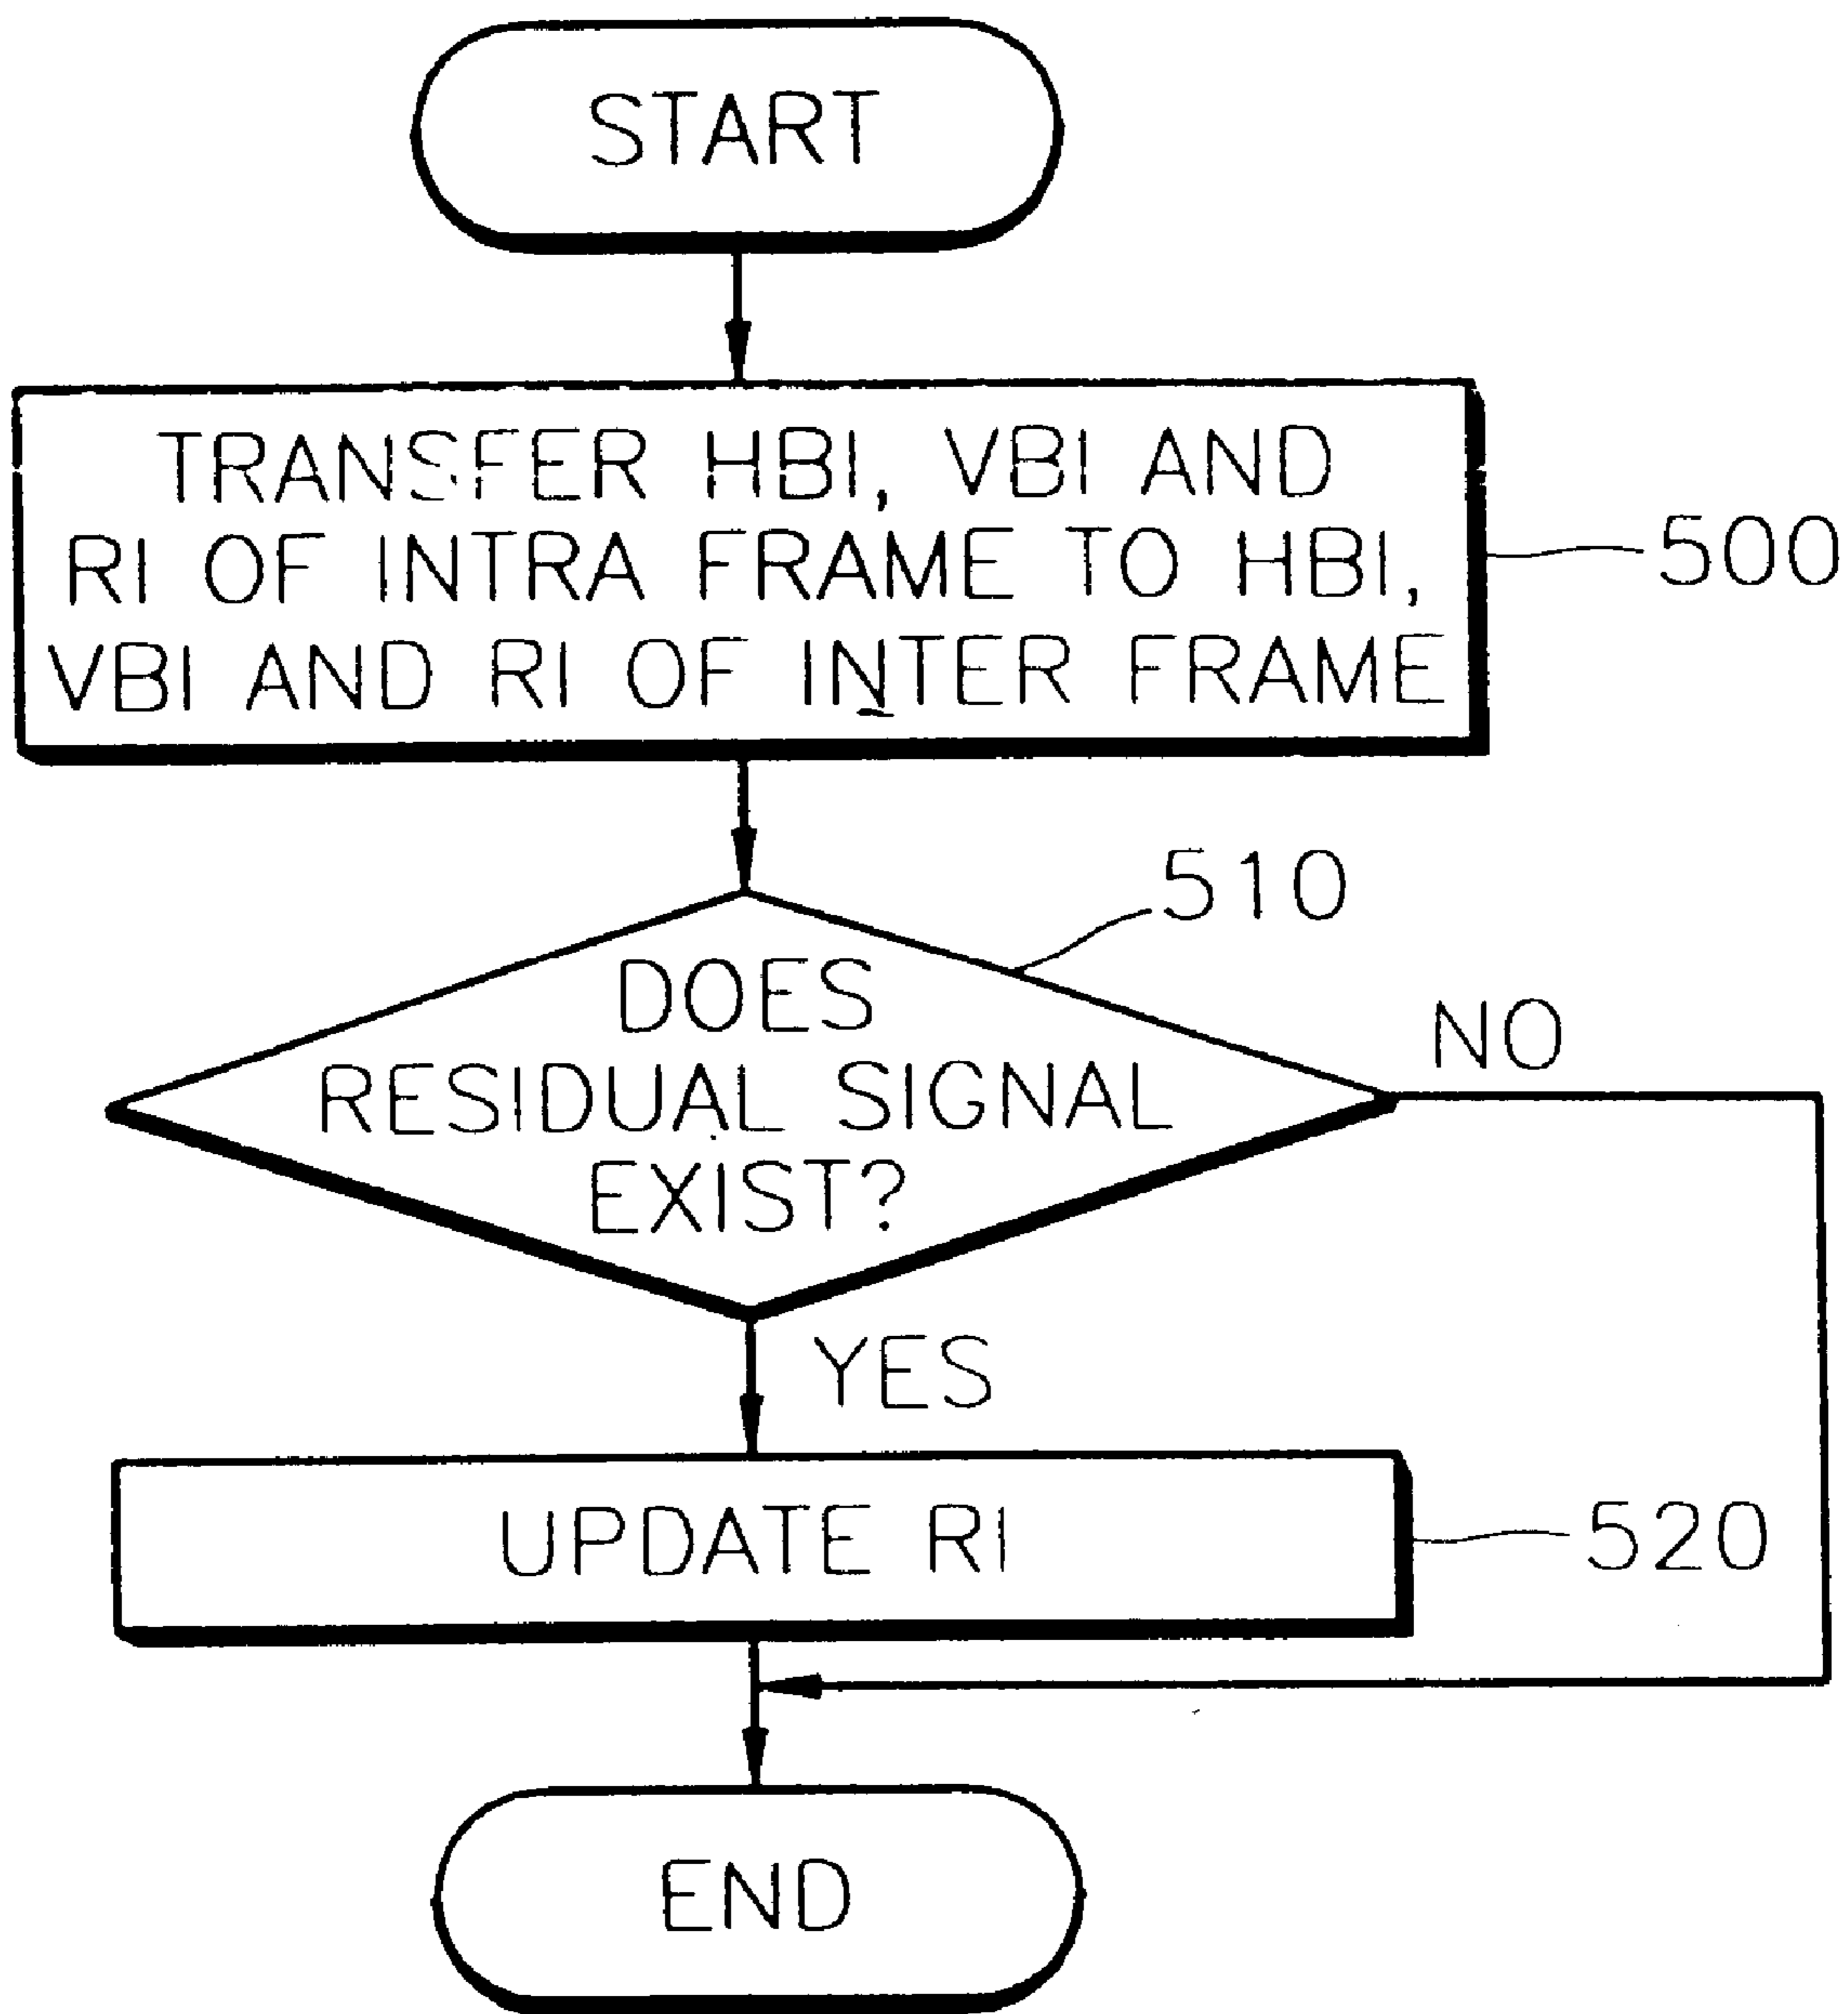 START
TRANSFER HBI, VBI AND
RI OF INTRA FRAME TO HBI,
VBI AND RI OF INTER FRAME
500
510
DOES
RESIDUAL SIGNAL
EXIST?
NO
YES
UPDATE RI
520
END